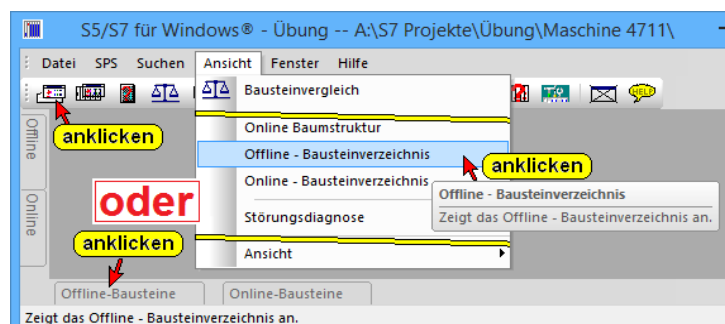 S5/S7 für Windows® - Übung -- A:\S7 Projekte\Übung\Maschine 4711\
Datei SPS Suchen Ansicht Fenster Hilfe
Bausteinvergleich
HELP
Offline
anklicken
Online Baumstruktur
Offline - Bausteinverzeichnis
anklicken
Online - Bausteinverzeichnis
Offline - Bausteinverzeichnis
Zeigt das Offline - Bausteinverzeichnis an.
Online
oder
Störungsdiagnose
anklicken
Ansicht
Offline-Bausteine Online-Bausteine
Zeigt das Offline - Bausteinverzeichnis an.